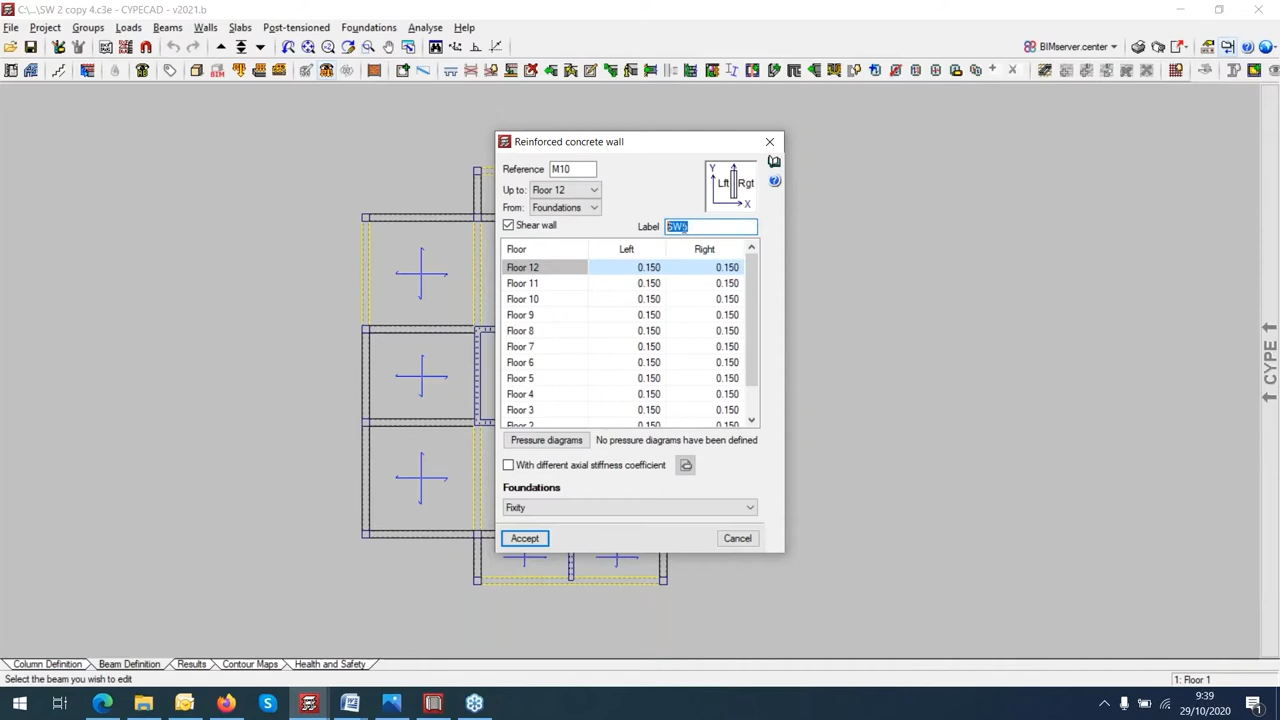 C:\...\SW 2 copy 4.c3e - CYPECAD - v2021.b
File Project Groups Loads Beams Walls Slabs Post-tensioned Foundations Analyse Help
BIMserver.center
BIM
Reinforced concrete wall
Reference M10
Up to: Floor 12
From: Foundations
Shear wall
Label
Y Lft Rgt X
Floor Left Right
Floor 12 0.150 0.150
Floor 11 0.150 0.150
Floor 10 0.150 0.150
Floor 9 0.150 0.150
Floor 8 0.150 0.150
Floor 7 0.150 0.150
Floor 6 0.150 0.150
Floor 5 0.150 0.150
Floor 4 0.150 0.150
Floor 3 0.150 0.150
Floor 2 0.150 0.150
Pressure diagrams No pressure diagrams have been defined
With different axial stiffness coefficient
Foundations
Fixity
Accept Cancel
CYPE
Column Definition Beam Definition Results Contour Maps Health and Safety
Select the beam you wish to edit 1: Floor 1
9:39
29/10/2020